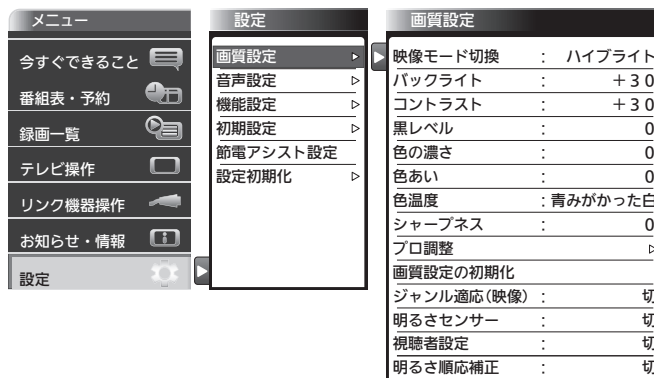 メニュー
今すぐできること
番組表・予約
録画一覧
テレビ操作
リンク機器操作
お知らせ・情報
設定
設定
画質設定
音声設定
機能設定
初期設定
節電アシスト設定
設定初期化
画質設定
映像モード切換 : ハイブライト
バックライト : +30
コントラスト : +30
黒レベル : 0
色の濃さ : 0
色あい : 0
色温度 : 青みがかった白
シャープネス : 0
プロ調整
画質設定の初期化
ジャンル適応(映像) : 切
明るさセンサー : 切
視聴者設定 : 切
明るさ順応補正 : 切